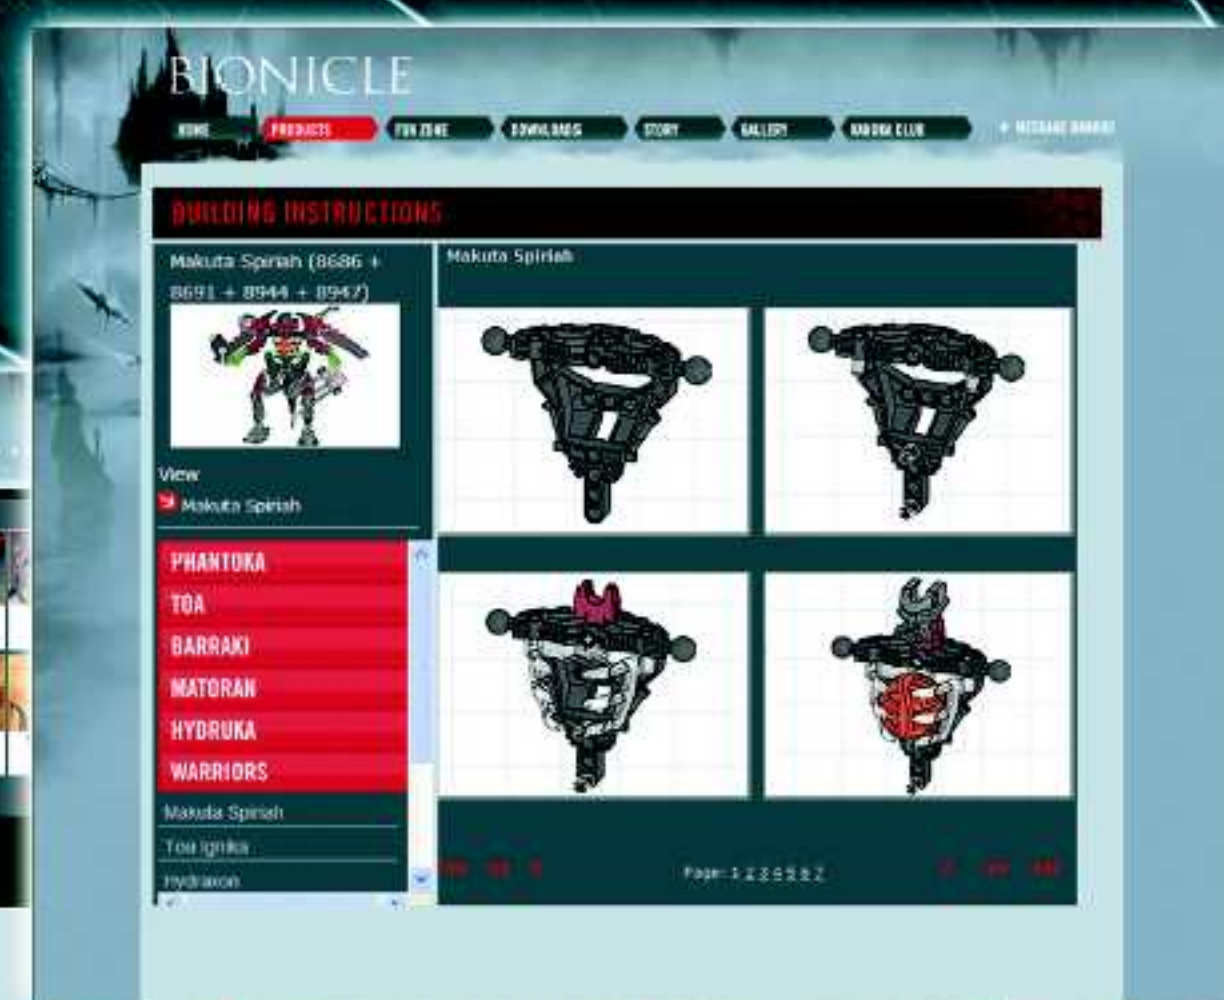 BIONICLE
HOME PRODUCTS FUN ZONE DOWNLOADS STORY GALLERY KANOKA CLUB
BUILDING INSTRUCTIONS
Makuta Spiriah (8686 +
8691 + 8944 + 8947)
Makuta Spiriah
View
Makuta Spiriah
PHANTOKA
TOA
BARRAKI
MATORAN
HYDRUKA
WARRIORS
Makuta Spiriah
Toa Ignika
Hydraxon
Page: 1 2 3 4 5 6 7